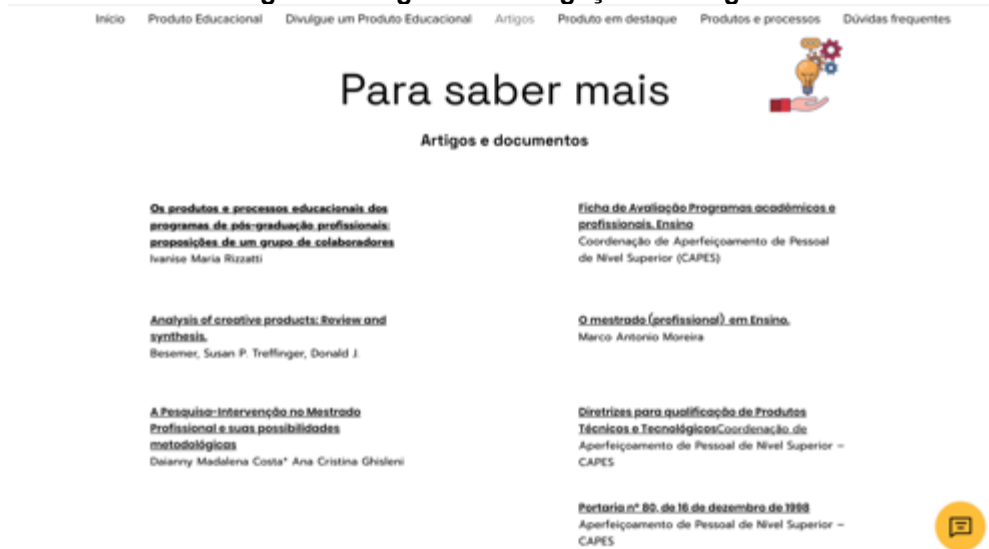 Início Produto Educacional Divulgue um Produto Educacional Artigos Produto em destaque Produtos e processos Dúvidas frequentes
Para saber mais
Artigos e documentos
Os produtos e processos educacionais dos
programas de pós-graduação profissionais:
proposições de um grupo de colaboradores
Ivanise Maria Rizzatti
Analysis of creative products: Review and
synthesis.
Besemer, Susan P. Treffinger, Donald J.
A Pesquisa-Intervenção no Mestrado
Profissional e suas possibilidades
metodológicas
Daianny Madalena Costa* Ana Cristina Ghisleni
Ficha de Avaliação Programas acadêmicos e
profissionais. Ensino
Coordenação de Aperfeiçoamento de Pessoal
de Nível Superior (CAPES)
O mestrado (profissional) em Ensino.
Marco Antonio Moreira
Diretrizes para qualificação de Produtos
Técnicos e TecnológicosCoordenação de
Aperfeiçoamento de Pessoal de Nível Superior –
CAPES
Portaria nº 80, de 16 de dezembro de 1998
Aperfeiçoamento de Pessoal de Nível Superior –
CAPES